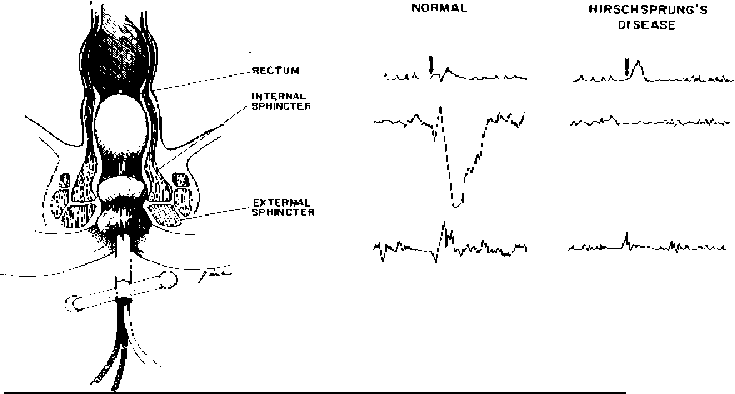 NORMAL
HIRSCHSPRUNG'S
DISEASE
RECTUM
INTERNAL
SPHINCTER
EXTERNAL
SPHINCTER